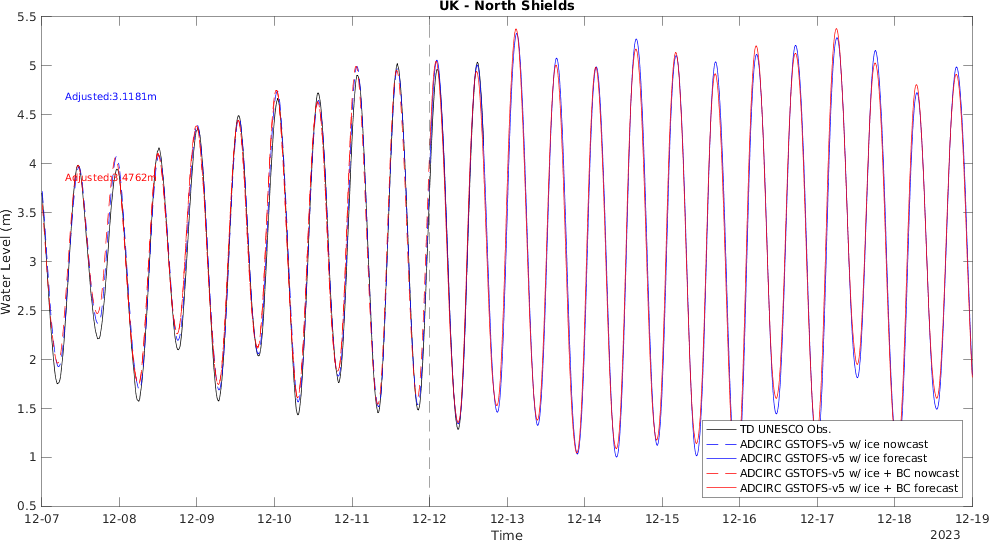 UK - North Shields
5.5
5
4.5
4
3.5
3
2.5
2
1.5
1
0.5
Water Level (m)
Adjusted:3.1181m
Adjusted:3.4762m
TD UNESCO Obs.
ADCIRC GSTOFS-v5 w/ ice nowcast
ADCIRC GSTOFS-v5 w/ ice forecast
ADCIRC GSTOFS-v5 w/ ice + BC nowcast
ADCIRC GSTOFS-v5 w/ ice + BC forecast
12-07 12-08 12-09 12-10 12-11 12-12 12-13 12-14 12-15 12-16 12-17 12-18 12-19
Time
2023